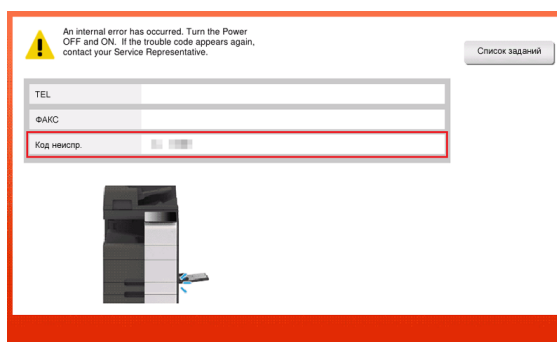 An internal error has occurred. Turn the Power
OFF and ON. If the trouble code appears again,
contact your Service Representative.
Список заданий
TEL
ФАКС
Код неиспр.